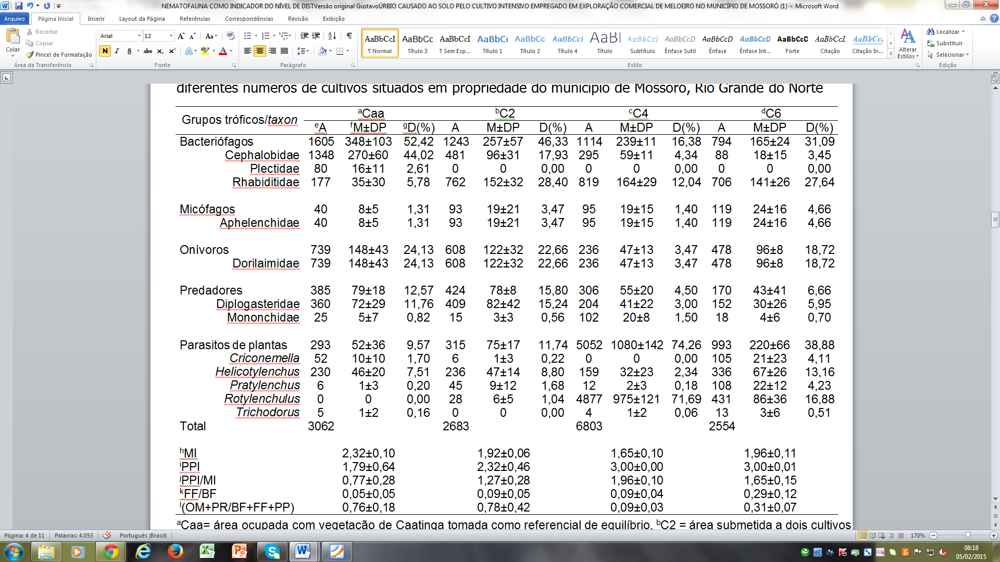 NEMATOFAUNA COMO INDICADOR DO NÍVEL DE DISTVersão original GustavoÚRBIO CAUSADO AO SOLO PELO CULTIVO INTENSIVO EMPREGADO EM EXPLORAÇÃO COMERCIAL DE MELOEIRO NO MUNICÍPIO DE MOSSORÓ (1) - Microsoft Word
Arquivo Página Inicial Inserir Layout da Página Referências Correspondências Revisão Exibição
Colar
Recortar
Copiar
Pincel de Formatação
Área de Transferência
Arial 12
Fonte
Parágrafo
AaBbCcI AaBbCc AaBbCcI AaBbCc AaBbCc AaBbCcI AaBl AaBbCcI AaBbCcD AaBbCcD AaBbCcD AaBbCcD AaBbCcI AaBbCc
¶ Normal Título 3 ¶ Sem Esp... Título 1 Título 2 Título 4 Título Subtítulo Ênfase Sutil Ênfase Ênfase Int... Forte Citação Citação In...
Estilo
Alterar Estilos
Localizar
Substituir
Selecionar
Edição
diferentes números de cultivos situados em propriedade do município de Mossoró, Rio Grande do Norte
Grupos tróficos/taxon ᵃCaa ᵇC2 ᶜC4 ᵈC6
ᵉA ᶠM±DP ᵍD(%) A M±DP D(%) A M±DP D(%) A M±DP D(%)
Bacteriófagos 1605 348±103 52,42 1243 257±57 46,33 1114 239±11 16,38 794 165±24 31,09
Cephalobidae 1348 270±60 44,02 481 96±31 17,93 295 59±11 4,34 88 18±15 3,45
Plectidae 80 16±11 2,61 0 0 0,00 0 0 0,00 0 0 0,00
Rhabiditidae 177 35±30 5,78 762 152±32 28,40 819 164±29 12,04 706 141±26 27,64
Micófagos 40 8±5 1,31 93 19±21 3,47 95 19±15 1,40 119 24±16 4,66
Aphelenchidae 40 8±5 1,31 93 19±21 3,47 95 19±15 1,40 119 24±16 4,66
Onívoros 739 148±43 24,13 608 122±32 22,66 236 47±13 3,47 478 96±8 18,72
Dorilaimidae 739 148±43 24,13 608 122±32 22,66 236 47±13 3,47 478 96±8 18,72
Predadores 385 79±18 12,57 424 78±8 15,80 306 55±20 4,50 170 43±41 6,66
Diplogasteridae 360 72±29 11,76 409 82±42 15,24 204 41±22 3,00 152 30±26 5,95
Mononchidae 25 5±7 0,82 15 3±3 0,56 102 20±8 1,50 18 4±6 0,70
Parasitos de plantas 293 52±36 9,57 315 75±17 11,74 5052 1080±142 74,26 993 220±66 38,88
Criconemella 52 10±10 1,70 6 1±3 0,22 0 0 0,00 105 21±23 4,11
Helicotylenchus 230 46±20 7,51 236 47±14 8,80 159 32±23 2,34 336 67±26 13,16
Pratylenchus 6 1±3 0,20 45 9±12 1,68 12 2±3 0,18 108 22±12 4,23
Rotylenchulus 0 0 0,00 28 6±5 1,04 4877 975±121 71,69 431 86±36 16,88
Trichodorus 5 1±2 0,16 0 0 0,00 4 1±2 0,06 13 3±6 0,51
Total 3062 2683 6803 2554
ʰMI 2,32±0,10 1,92±0,06 1,65±0,10 1,96±0,11
ⁱPPI 1,79±0,64 2,32±0,46 3,00±0,00 3,00±0,01
ʲPPI/MI 0,77±0,28 1,27±0,28 1,96±0,10 1,65±0,15
ᵏFF/BF 0,05±0,05 0,09±0,05 0,09±0,04 0,29±0,12
ˡ(OM+PR/BF+FF+PP) 0,76±0,18 0,78±0,42 0,09±0,03 0,31±0,07
ᵃCaa= área ocupada com vegetação de Caatinga tomada como referencial de equilíbrio, ᵇC2 = área submetida a dois cultivos
Página: 4 de 11 Palavras: 4.053 Português (Brasil) 170%
08:18
05/02/2015